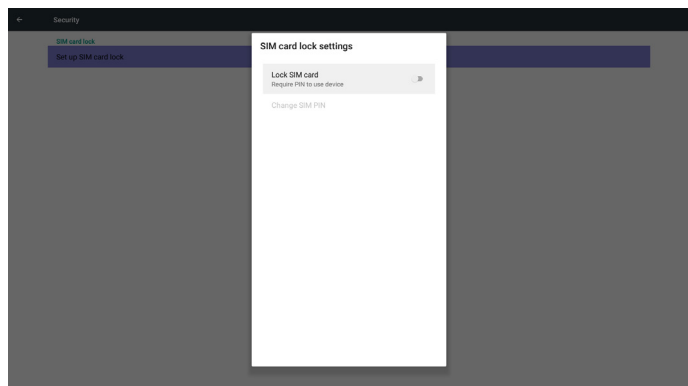 Security
SIM card lock
Set up SIM card lock
SIM card lock settings
Lock SIM card
Require PIN to use device
Change SIM PIN